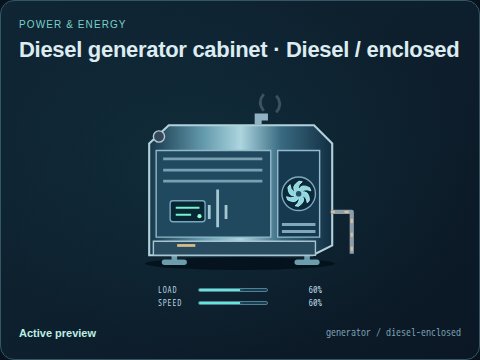 POWER & ENERGY
Diesel generator cabinet · Diesel / enclosed
LOAD 60%
SPEED 60%
Active preview generator / diesel-enclosed